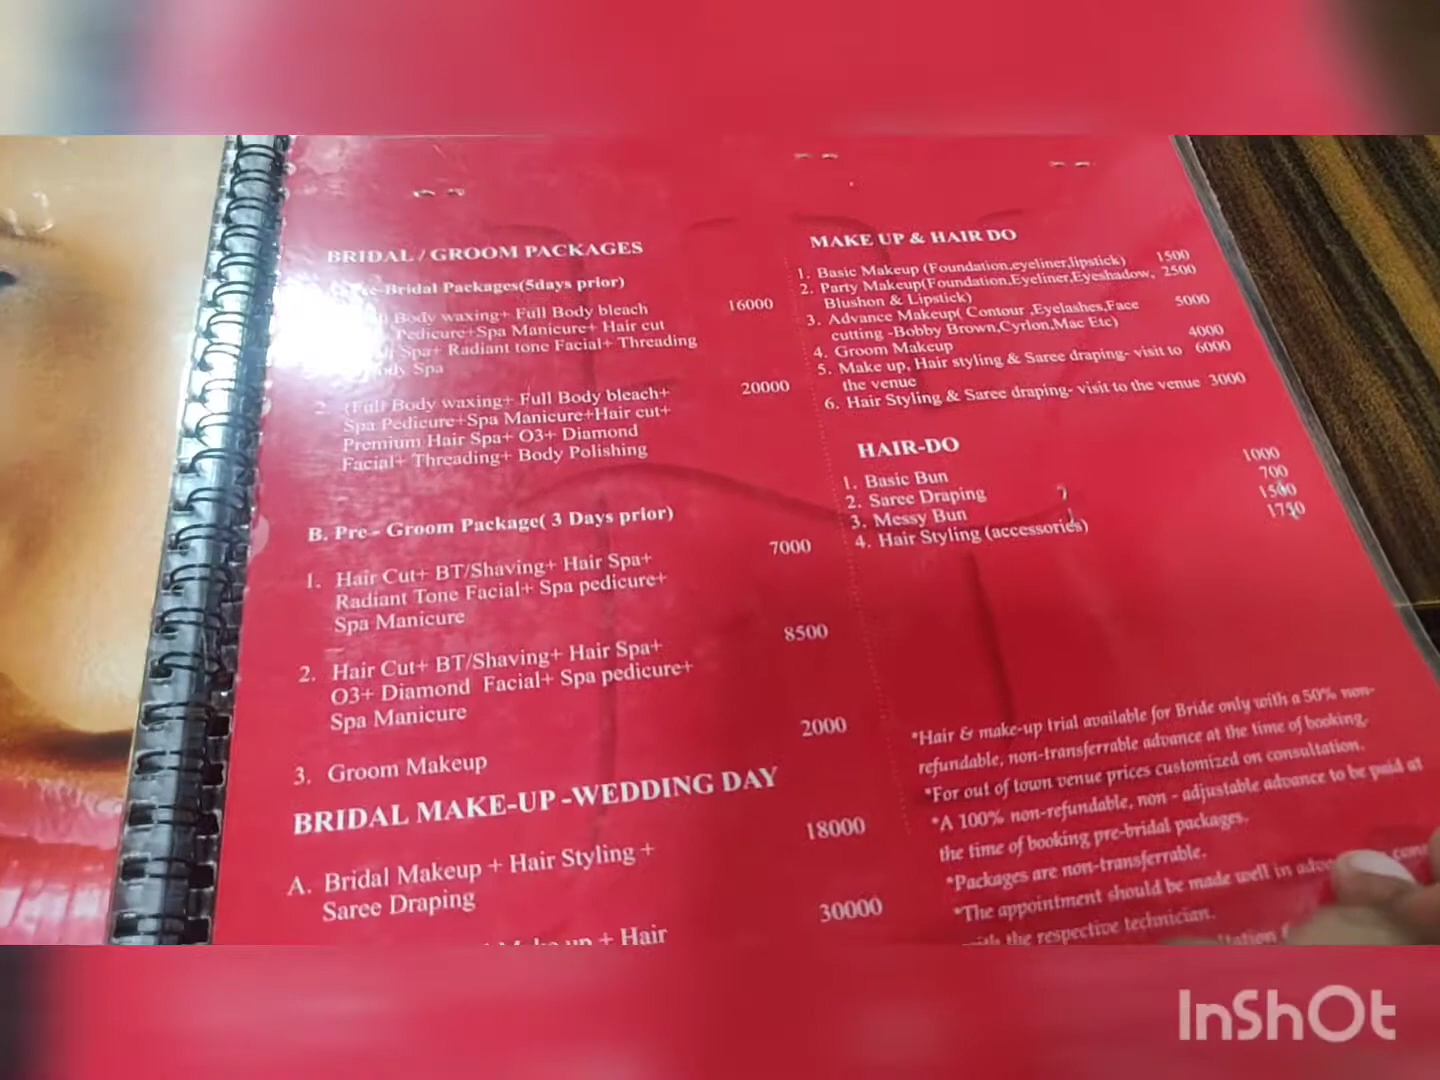 BRIDAL / GROOM PACKAGES
Bridal Packages(5days prior)
Body waxing+ Full Body bleach 16000
Pedicure+Spa Manicure+ Hair cut
Spa+ Radiant tone Facial+ Threading
Spa
2. (Full Body waxing+ Full Body bleach+ 20000
Spa Pedicure+Spa Manicure+Hair cut+
Premium Hair Spa+ O3+ Diamond
Facial+ Threading+ Body Polishing
B. Pre - Groom Package( 3 Days prior)
1. Hair Cut+ BT/Shaving+ Hair Spa+ 7000
Radiant Tone Facial+ Spa pedicure+
Spa Manicure
2. Hair Cut+ BT/Shaving+ Hair Spa+ 8500
O3+ Diamond Facial+ Spa pedicure+
Spa Manicure
3. Groom Makeup 2000
BRIDAL MAKE-UP -WEDDING DAY
A. Bridal Makeup + Hair Styling + 18000
Saree Draping
+ Hair 30000
MAKE UP & HAIR DO
1. Basic Makeup (Foundation,eyeliner,lipstick) 1500
2. Party Makeup(Foundation,Eyeliner,Eyeshadow, 2500
Blushon & Lipstick)
3. Advance Makeup( Contour ,Eyelashes,Face 5000
cutting -Bobby Brown,Cyrlon,Mac Etc)
4. Groom Makeup 4000
5. Make up, Hair styling & Saree draping- visit to 6000
the venue
6. Hair Styling & Saree draping- visit to the venue 3000
HAIR-DO
1. Basic Bun 1000
2. Saree Draping 700
3. Messy Bun 1500
4. Hair Styling (accessories) 1750
*Hair & make-up trial available for Bride only with a 50% non-
refundable, non-transferrable advance at the time of booking.
*For out of town venue prices customized on consultation.
*A 100% non-refundable, non - adjustable advance to be paid at
the time of booking pre-bridal packages.
*Packages are non-transferrable.
*The appointment should be made well in
the respective technician.
InShOt